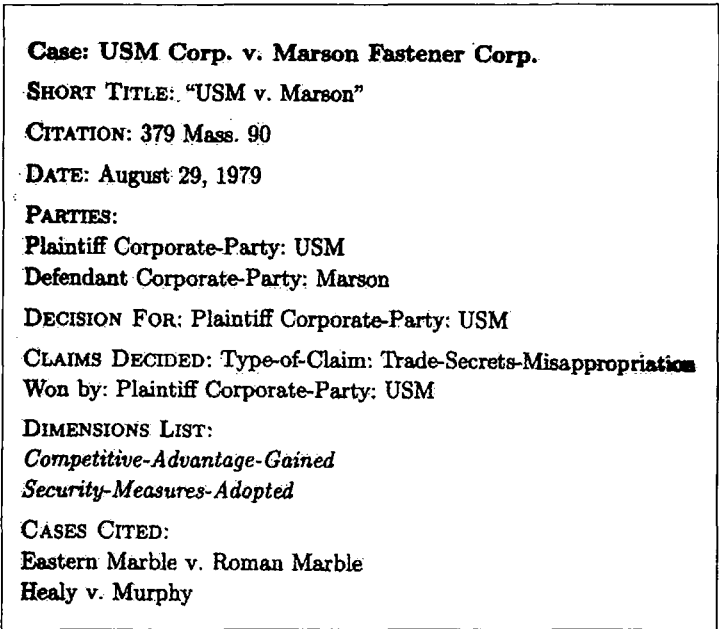 Case: USM Corp. v. Marson Fastener Corp.
SHORT TITLE: "USM v. Marson"
CITATION: 379 Mass. 90
DATE: August 29, 1979
PARTIES:
Plaintiff Corporate-Party: USM
Defendant Corporate-Party: Marson
DECISION FOR: Plaintiff Corporate-Party: USM
CLAIMS DECIDED: Type-of-Claim: Trade-Secrets-Misappropriation
Won by: Plaintiff Corporate-Party: USM
DIMENSIONS LIST:
Competitive-Advantage-Gained
Security-Measures-Adopted
CASES CITED:
Eastern Marble v. Roman Marble
Healy v. Murphy